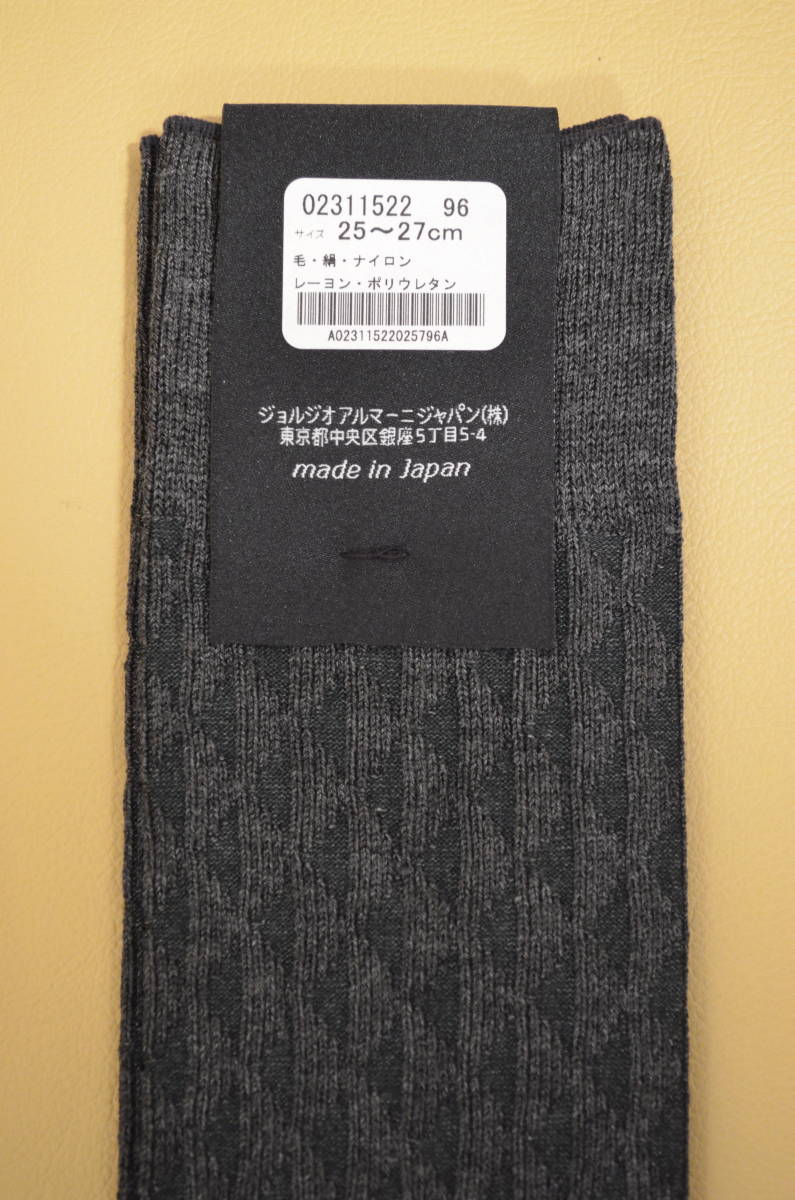 02311522 96
サイズ 25〜27cm
毛・絹・ナイロン
レーヨン・ポリウレタン
A02311522025796A
ジョルジオアルマーニジャパン(株)
東京都中央区銀座5丁目5-4
made in Japan